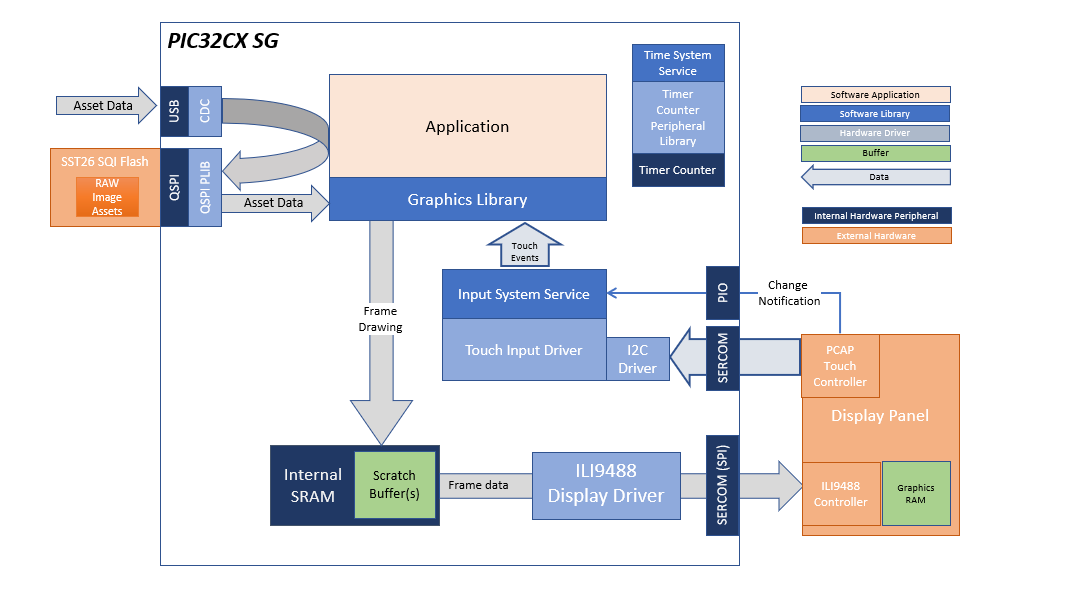 PIC32CX SG
Asset Data
USB
CDC
SST26 SQI Flash
RAW
Image
Assets
QSPI
QSPI PLIB
Asset Data
Application
Graphics Library
Time System
Service
Timer
Counter
Peripheral
Library
Timer Counter
Software Application
Software Library
Hardware Driver
Buffer
Data
Internal Hardware Peripheral
External Hardware
Touch
Events
Input System Service
Touch Input Driver
I2C
Driver
PIO
Change
Notification
SERCOM
PCAP
Touch
Controller
Display Panel
Frame
Drawing
Internal
SRAM
Scratch
Buffer(s)
Frame data
ILI9488
Display Driver
SERCOM (SPI)
ILI9488
Controller
Graphics
RAM